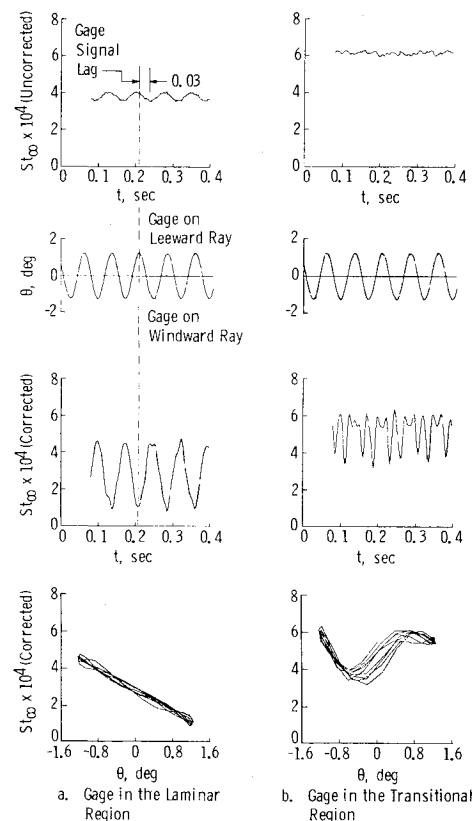 St∞ x 10⁴ (Uncorrected)
8
6
4
2
0
Gage
Signal
Lag
0.03
0 0.1 0.2 0.3 0.4
t, sec
8
6
4
2
0
0 0.1 0.2 0.3 0.4
t, sec
θ, deg
2
0
-2
Gage on
Leeward Ray
Gage on
Windward Ray
2
0
-2
St∞ x 10⁴ (Corrected)
8
6
4
2
0
0 0.1 0.2 0.3 0.4
t, sec
8
6
4
2
0
0 0.1 0.2 0.3 0.4
t, sec
St∞ x 10⁴ (Corrected)
8
6
4
2
0
-1.6 -0.8 0 0.8 1.6
θ, deg
a. Gage in the Laminar
Region
8
6
4
2
0
-1.6 -0.8 0 0.8 1.6
θ, deg
b. Gage in the Transitional
Region